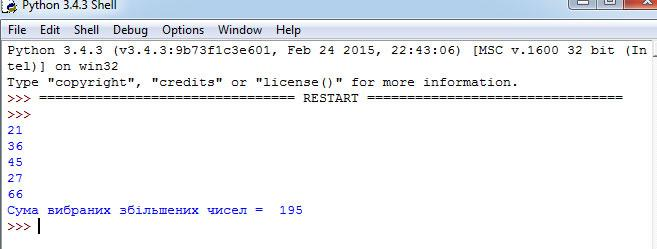 Python 3.4.3 Shell
File Edit Shell Debug Options Window Help
Python 3.4.3 (v3.4.3:9b73f1c3e601, Feb 24 2015, 22:43:06) [MSC v.1600 32 bit (In
tel)] on win32
Type "copyright", "credits" or "license()" for more information.
>>> ================================ RESTART ================================
>>>
21
36
45
27
66
Сума вибраних збільшених чисел =  195
>>>